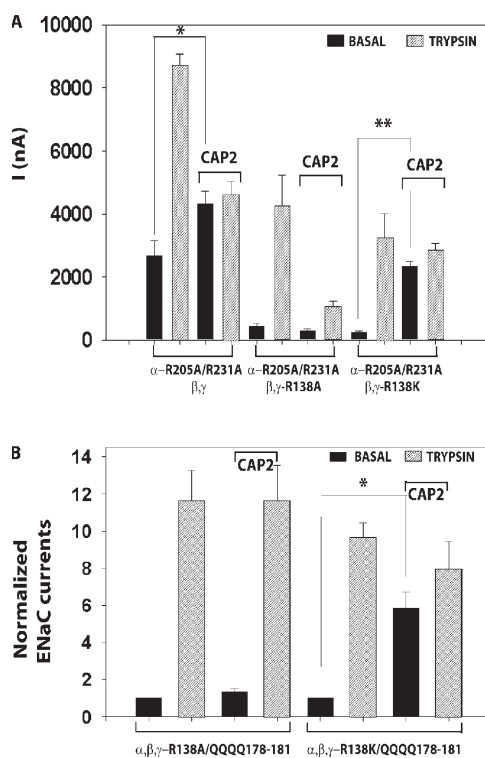 A
10000
8000
6000
4000
2000
0
I (nA)
BASAL TRYPSIN
*
**
CAP2 CAP2 CAP2
α–R205A/R231A α–R205A/R231A α–R205A/R231A
β,γ β,γ-R138A β,γ-R138K
B
14
12
10
8
6
4
2
0
Normalized
ENaC currents
BASAL TRYPSIN
CAP2 * CAP2
α,β,γ–R138A/QQQQ178-181 α,β,γ–R138K/QQQQ178-181